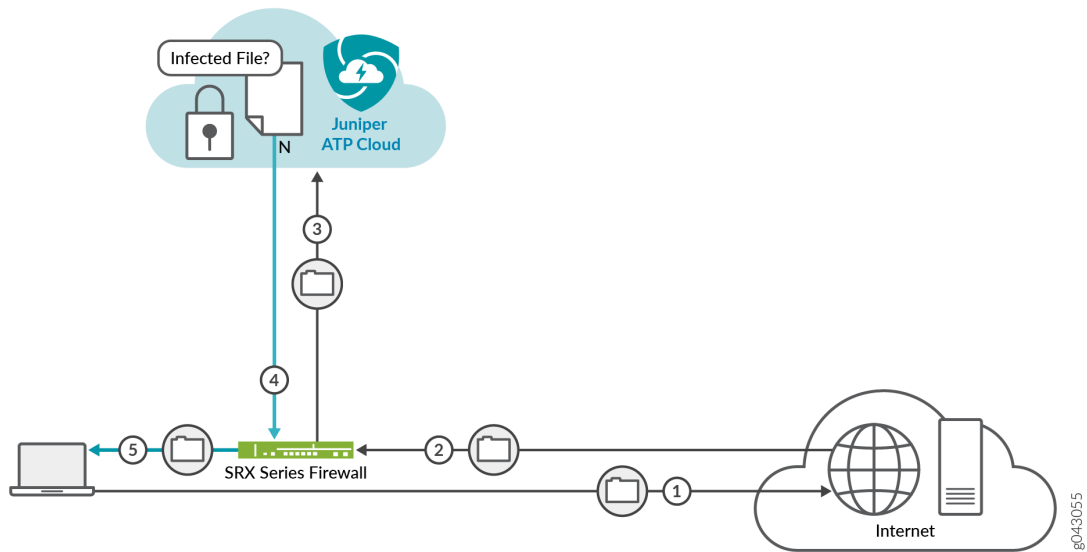 Infected File?
Juniper
ATP Cloud
N
3
4
5
2
SRX Series Firewall
1
Internet
g043055